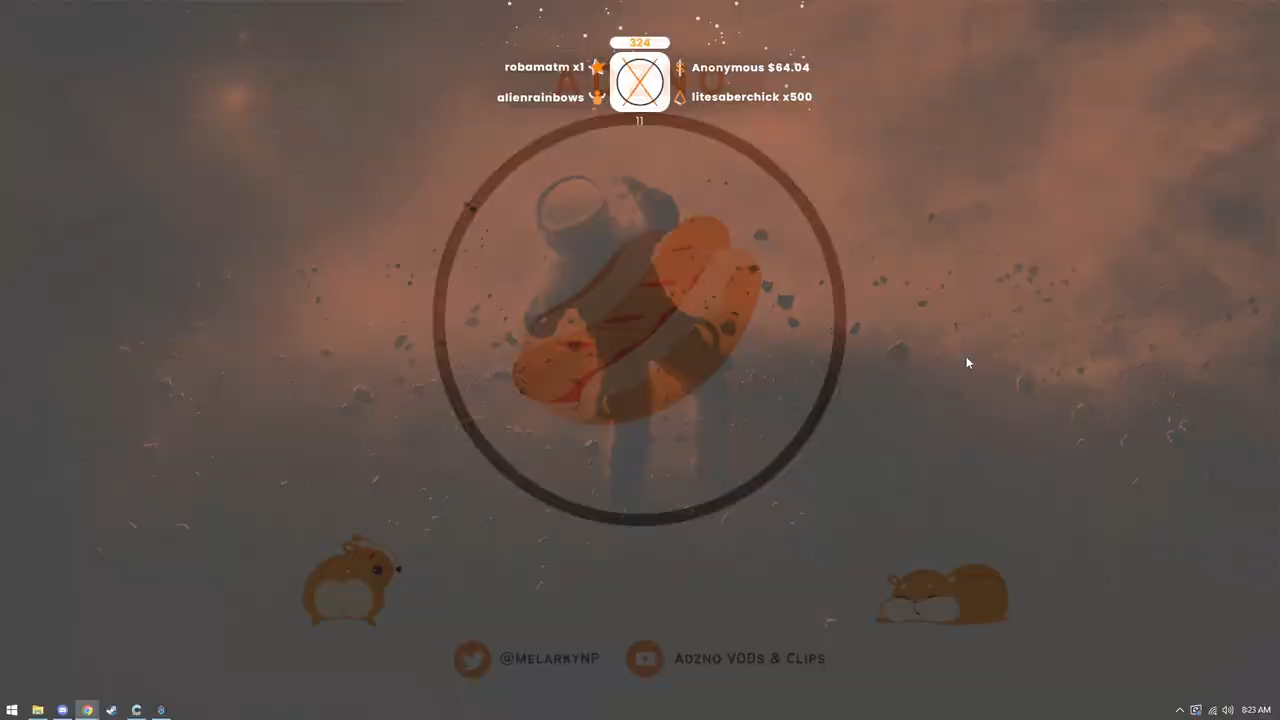 324
robamatm x1
Anonymous $64.04
alienrainbows
litesaberchick x500
11
@MelarkyNP
Adzno VODs & Clips
8:23 AM